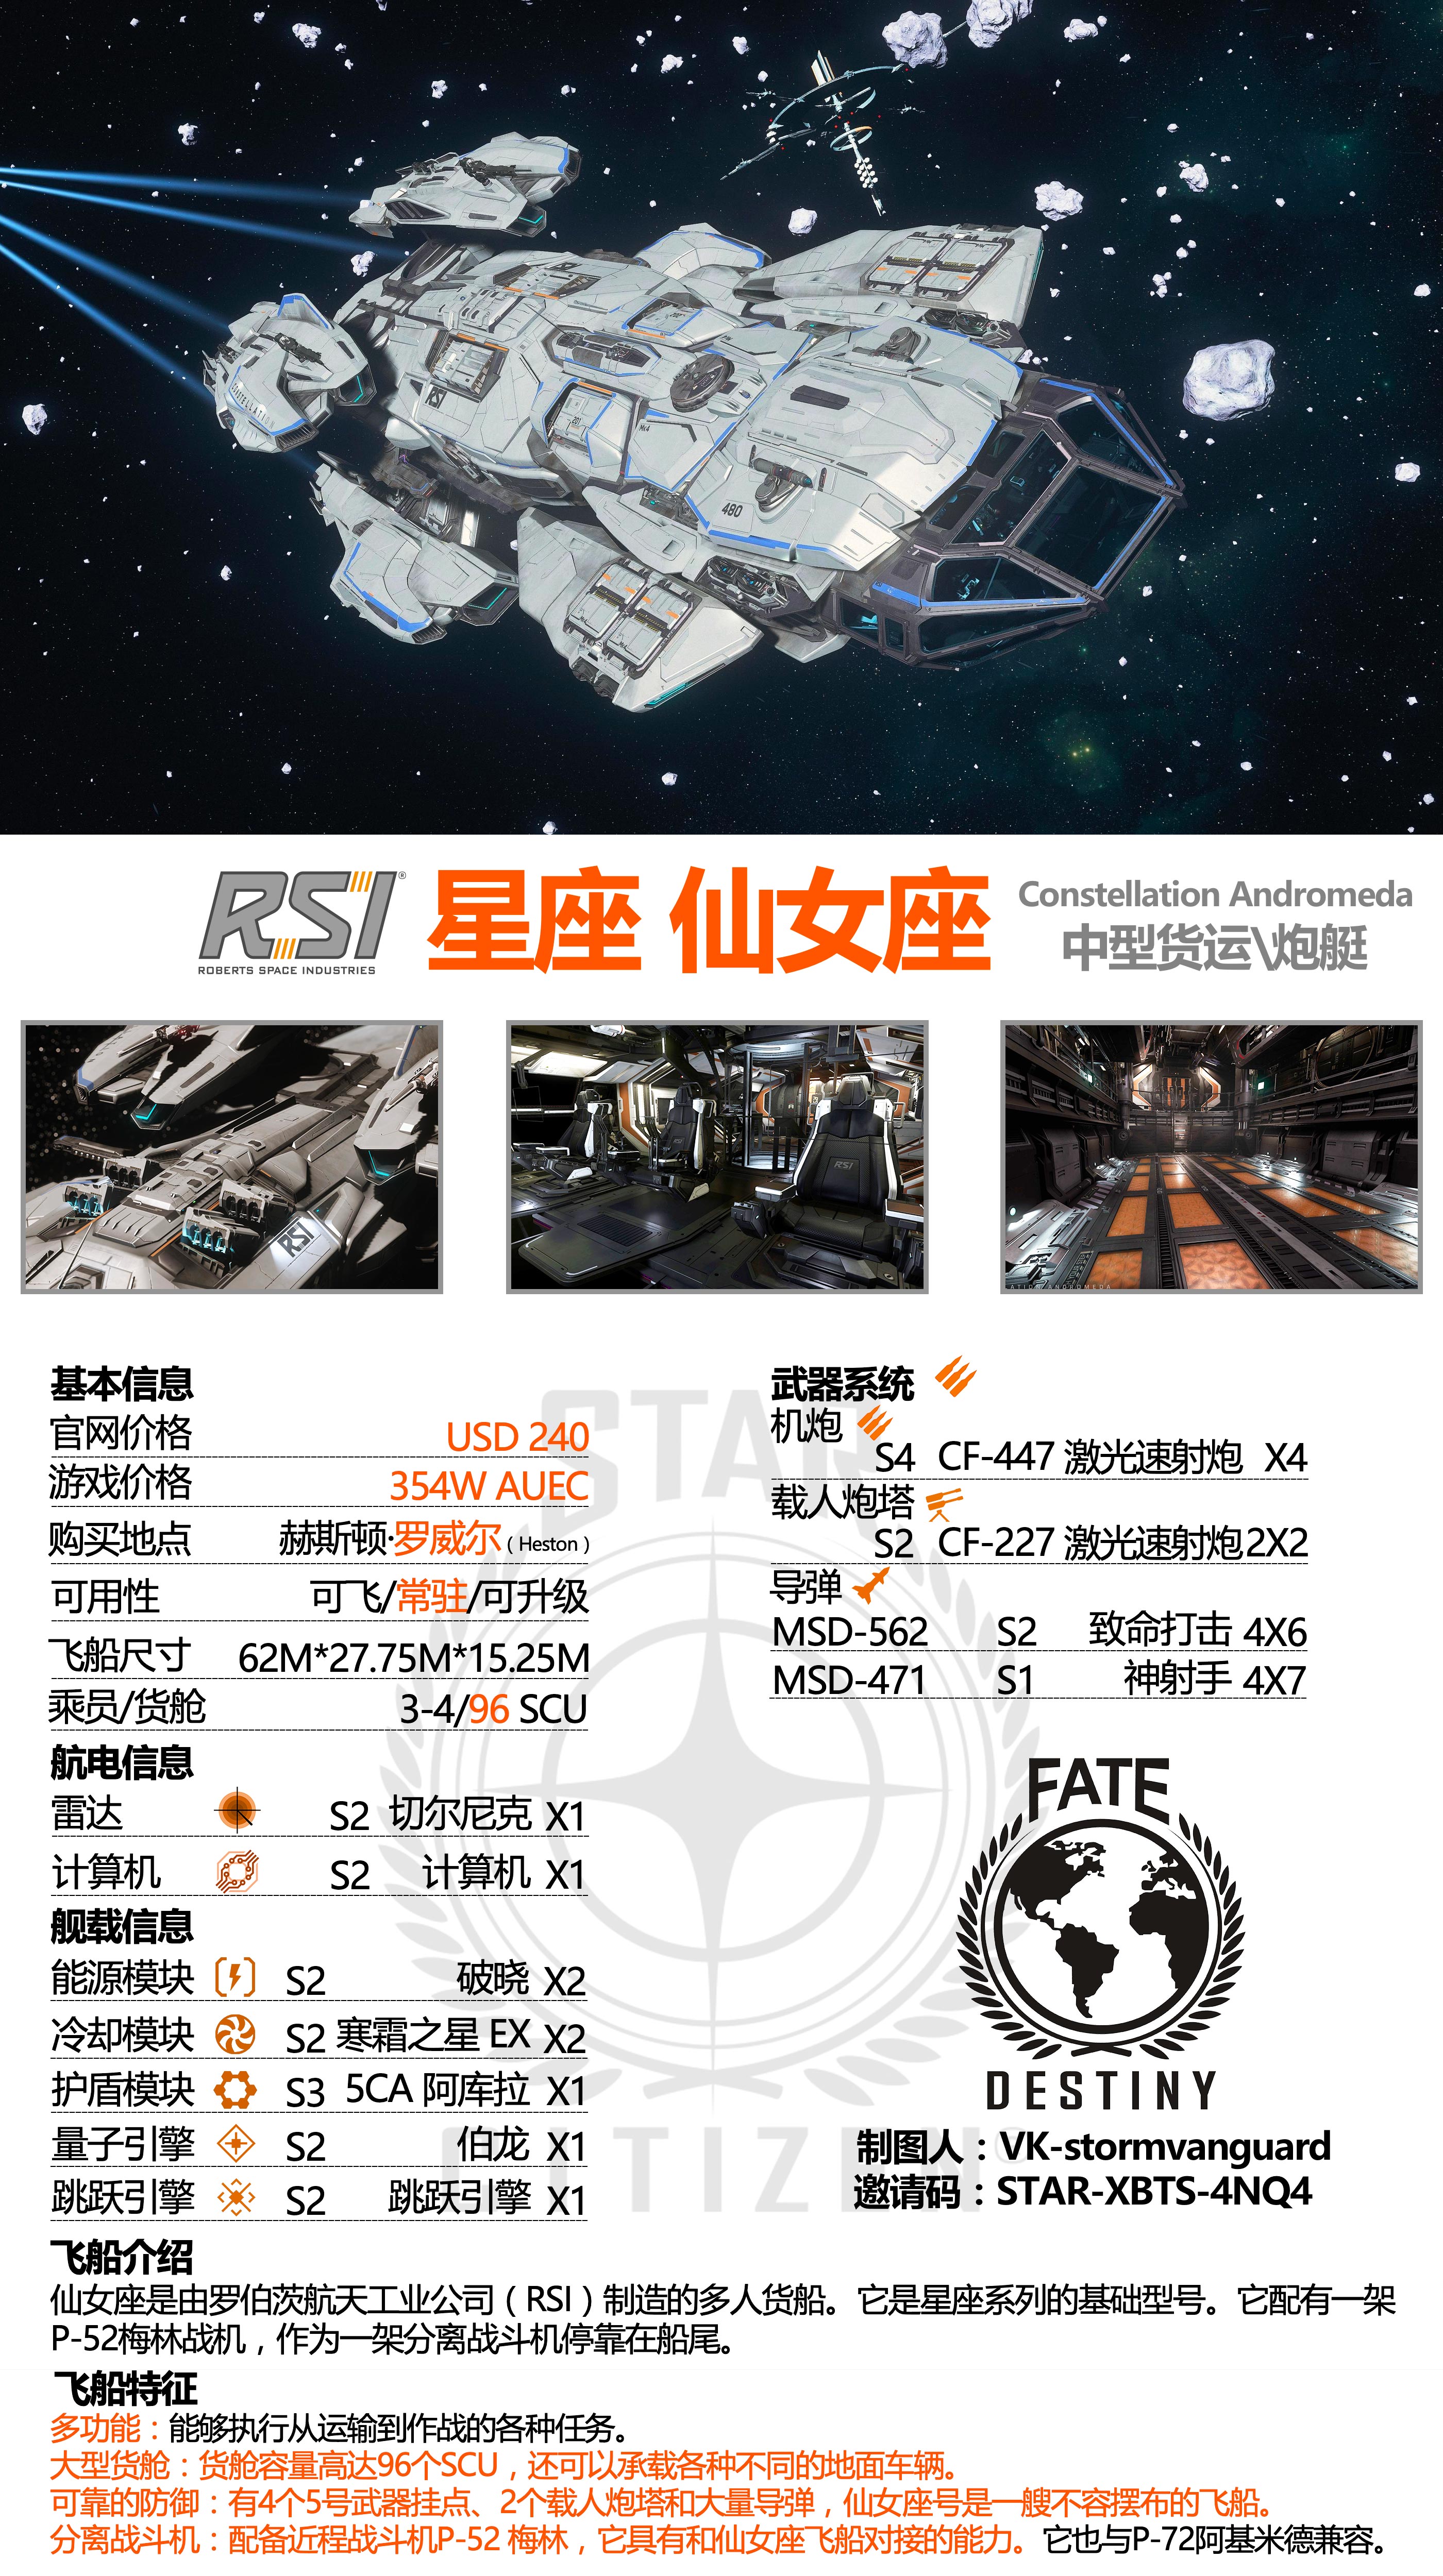 CONSTELLATION
RSI
201
Mk4
480
RSI
ROBERTS SPACE INDUSTRIES
星座 仙女座
Constellation Andromeda
中型货运\炮艇
RSI
RSI
ANDROMEDA
基本信息
官网价格 USD 240
游戏价格 354W AUEC
购买地点 赫斯顿·罗威尔（Heston）
可用性 可飞/常驻/可升级
飞船尺寸 62M*27.75M*15.25M
乘员/货舱 3-4/96 SCU
航电信息
雷达 S2 切尔尼克 X1
计算机 S2 计算机 X1
舰载信息
能源模块 S2 破晓 X2
冷却模块 S2 寒霜之星 EX X2
护盾模块 S3 5CA 阿库拉 X1
量子引擎 S2 伯龙 X1
跳跃引擎 S2 跳跃引擎 X1
武器系统
机炮
S4 CF-447 激光速射炮 X4
载人炮塔
S2 CF-227 激光速射炮2X2
导弹
MSD-562 S2 致命打击 4X6
MSD-471 S1 神射手 4X7
STAR
CITIZEN
FATE
DESTINY
制图人：VK-stormvanguard
邀请码：STAR-XBTS-4NQ4
飞船介绍
仙女座是由罗伯茨航天工业公司（RSI）制造的多人货船。它是星座系列的基础型号。它配有一架
P-52梅林战机，作为一架分离战斗机停靠在船尾。
飞船特征
多功能：能够执行从运输到作战的各种任务。
大型货舱：货舱容量高达96个SCU，还可以承载各种不同的地面车辆。
可靠的防御：有4个5号武器挂点、2个载人炮塔和大量导弹，仙女座号是一艘不容摆布的飞船。
分离战斗机：配备近程战斗机P-52 梅林，它具有和仙女座飞船对接的能力。它也与P-72阿基米德兼容。